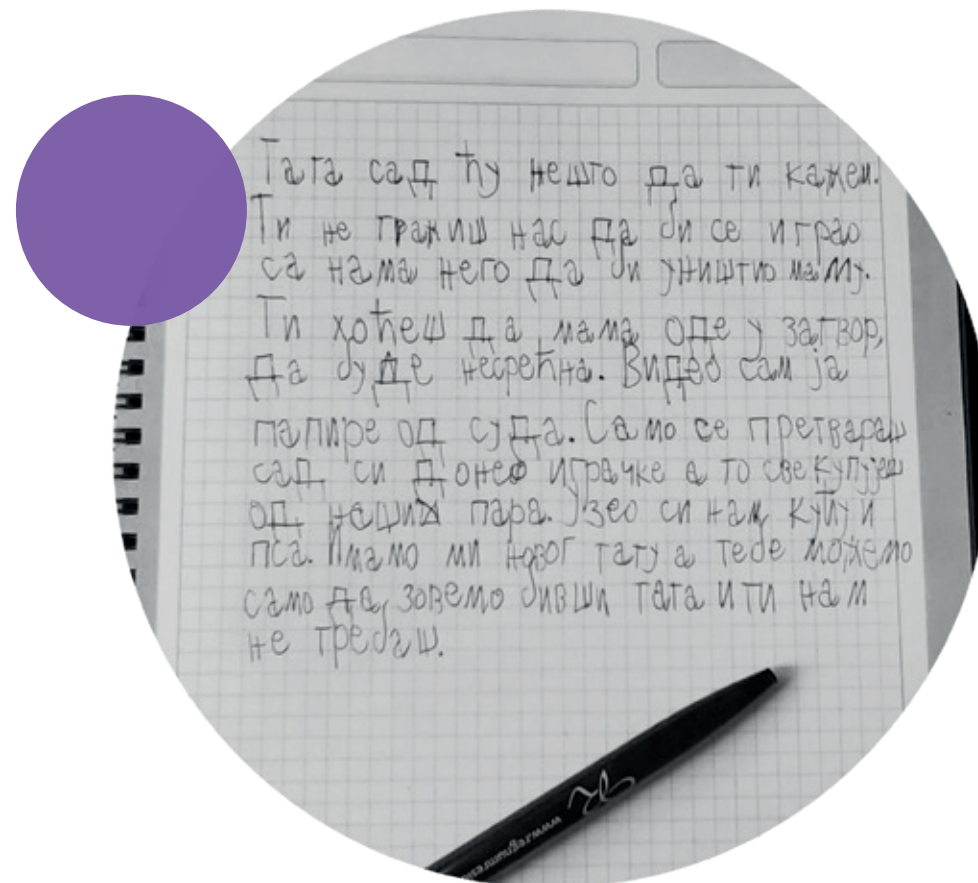 Тата сад ћу нешто да ти кажем.
Ти не тражиш нас да би се играо
са нама него да би уништио маму.
Ти хоћеш да мама оде у затвор,
да буде несрећна. Видео сам ја
папире од суда. Само се претвараш
сад си донео играчке а то све купујеш
од наших пара. Узео си нам кућу и
пса. Имамо ми новог тату а тебе можемо
само да зовемо бивши тата и ти нам
не требаш.